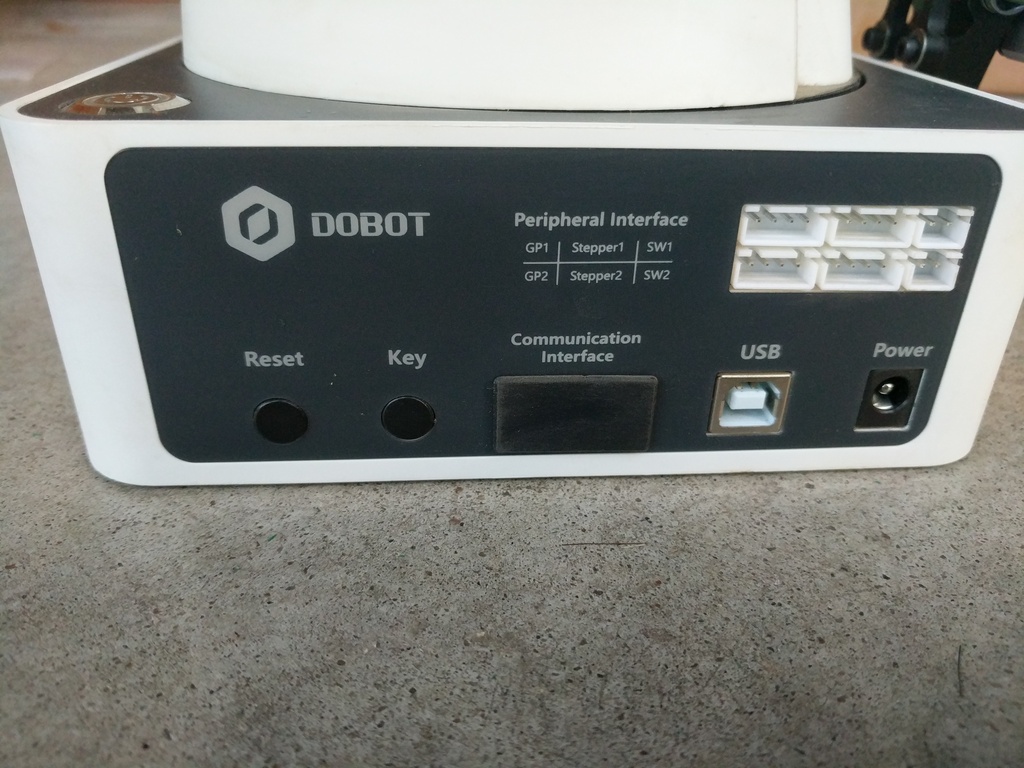 DOBOT
Peripheral Interface
GP1 Stepper1 SW1
GP2 Stepper2 SW2
Reset
Key
Communication
Interface
USB
Power